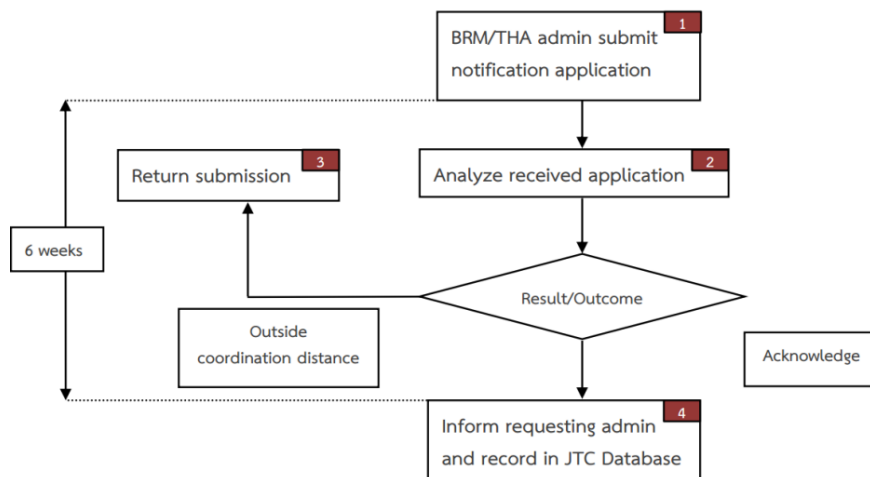 1
BRM/THA admin submit
notification application
3
Return submission
2
Analyze received application
6 weeks
Result/Outcome
Outside
coordination distance
Acknowledge
4
Inform requesting admin
and record in JTC Database